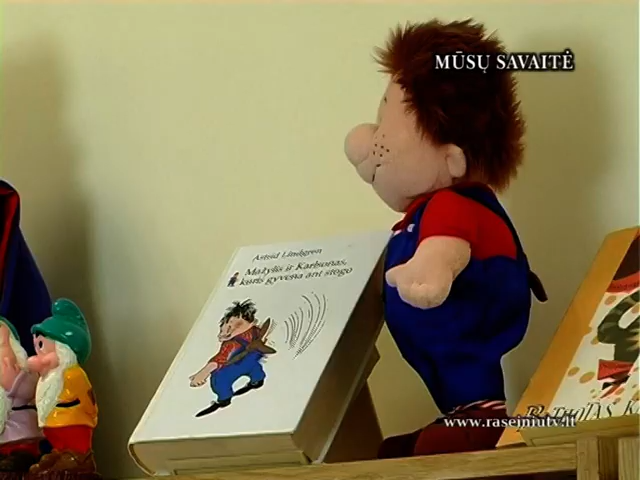 MŪSŲ SAVAITĖ
Astrid Lindgren
Mažylis ir Karlsonas,
kuris gyvena ant stogo
www.raseiniutv.lt